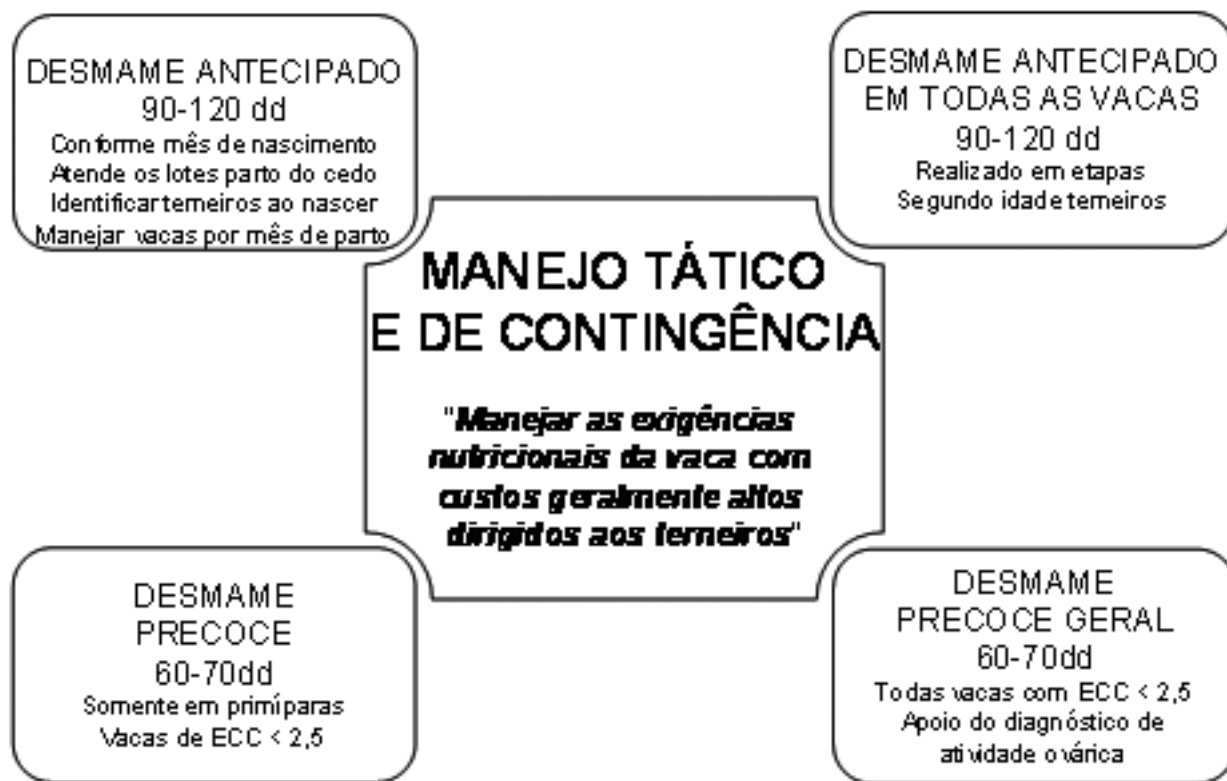 DESMAME ANTECIPADO
90-120 dd
Conforme mês de nascimento
Atende os lotes parto do cedo
Identificar terneiros ao nascer
Manejar vacas por mês de parto
DESMAME ANTECIPADO
EM TODAS AS VACAS
90-120 dd
Realizado em etapas
Segundo idade terneiros
MANEJO TÁTICO
E DE CONTINGÊNCIA
"Manejar as exigências
nutricionais da vaca com
custos geralmente altos
dirigidos aos terneiros"
DESMAME
PRECOCE
60-70dd
Somente em primíparas
Vacas de ECC < 2,5
DESMAME
PRECOCE GERAL
60-70dd
Todas vacas com ECC < 2,5
Apoio do diagnóstico de
atividade ovárica